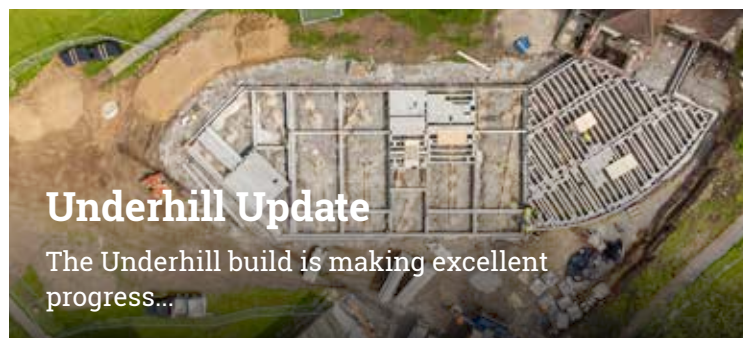 Underhill Update
The Underhill build is making excellent
progress...